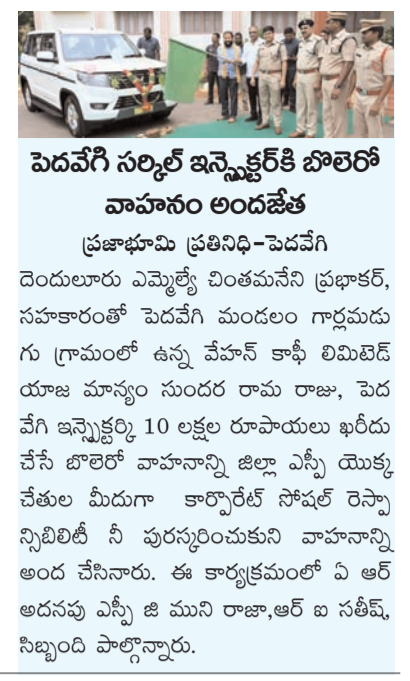 పెదవేగి సర్కిల్ ఇన్స్పెక్టర్‌కి బొలెరో
వాహనం అందజేత
ప్రజాభూమి ప్రతినిధి-పెదవేగి
దెందులూరు ఎమ్మెల్యే చింతమనేని ప్రభాకర్,
సహకారంతో పెదవేగి మండలం గార్లమడు
గు గ్రామంలో ఉన్న వేహన్ కాఫీ లిమిటెడ్
యాజ మాన్యం సుందర రామ రాజు, పెద
వేగి ఇన్స్పెక్టర్కి 10 లక్షల రూపాయలు ఖరీదు
చేసే బొలెరో వాహనాన్ని జిల్లా ఎస్పీ యొక్క
చేతుల మీదుగా కార్పొరేట్ సోషల్ రెస్పా
న్సిబిలిటీ నీ పురస్కరించుకుని వాహనాన్ని
అంద చేసినారు. ఈ కార్యక్రమంలో ఏ ఆర్
అదనపు ఎస్పీ జి ముని రాజా,ఆర్ ఐ సతీష్,
సిబ్బంది పాల్గొన్నారు.